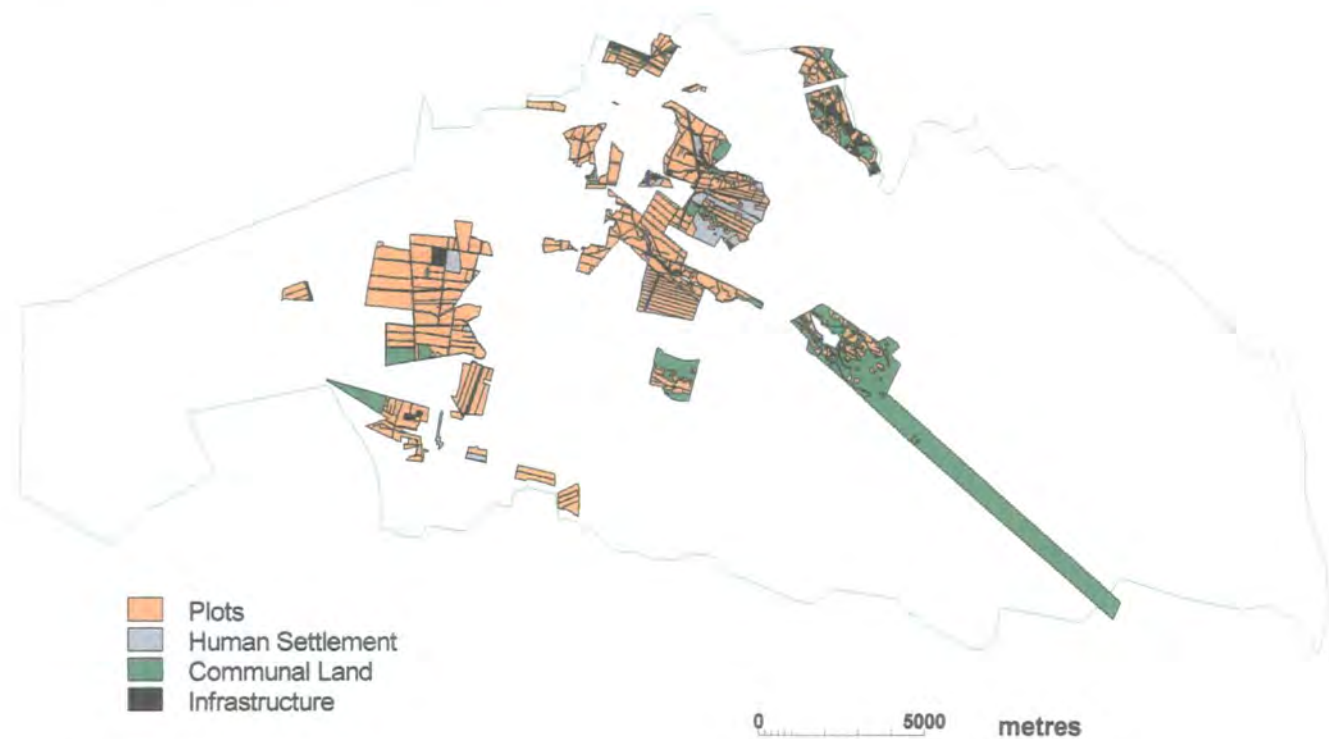 Plots
Human Settlement
Communal Land
Infrastructure
0 5000 metres